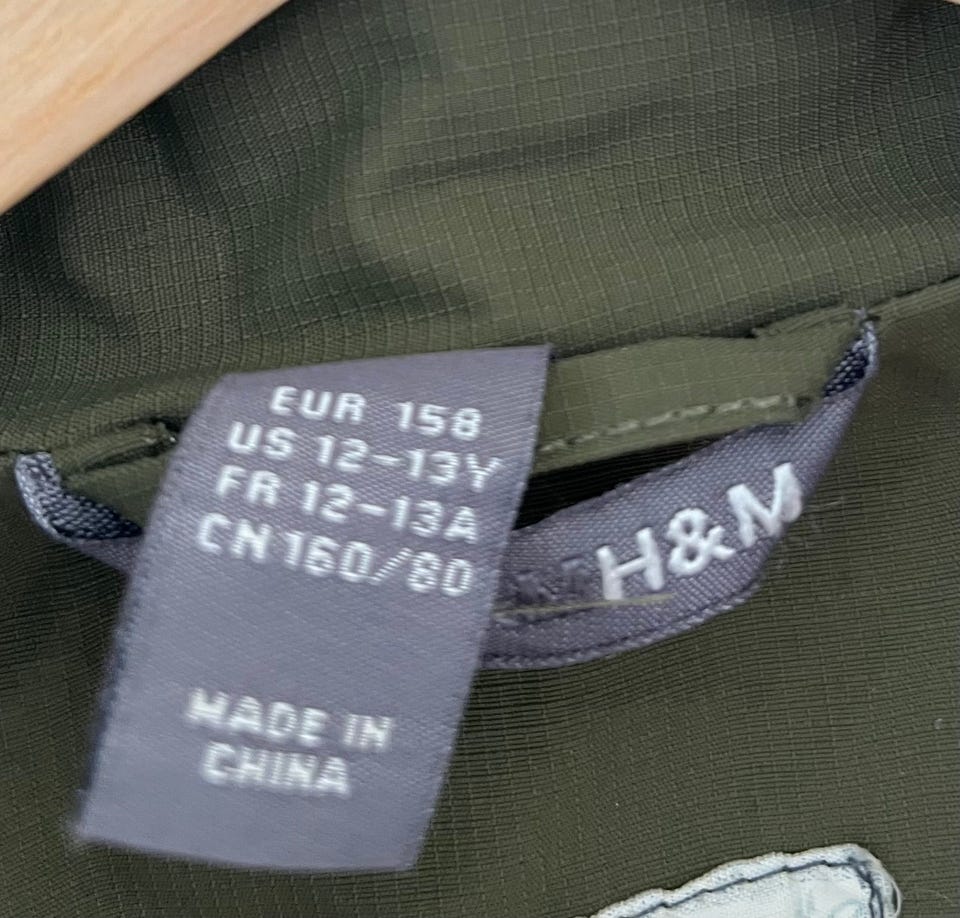 EUR 158
US 12-13Y
FR 12-13A
CN 160/80
MADE IN
CHINA
H&M